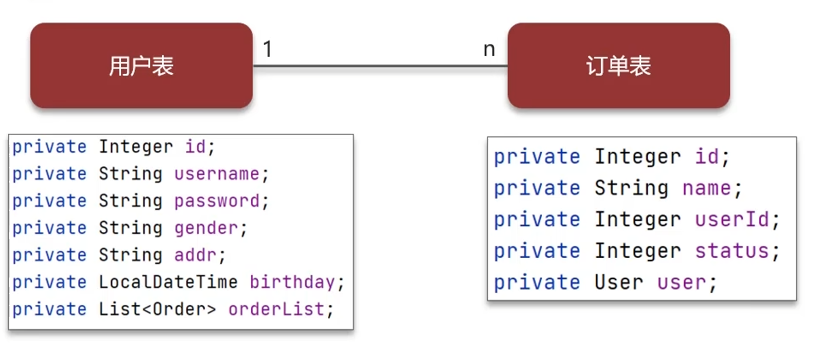 用户表
1
n
订单表
private Integer id;
private String username;
private String password;
private String gender;
private String addr;
private LocalDateTime birthday;
private List<Order> orderList;
private Integer id;
private String name;
private Integer userId;
private Integer status;
private User user;